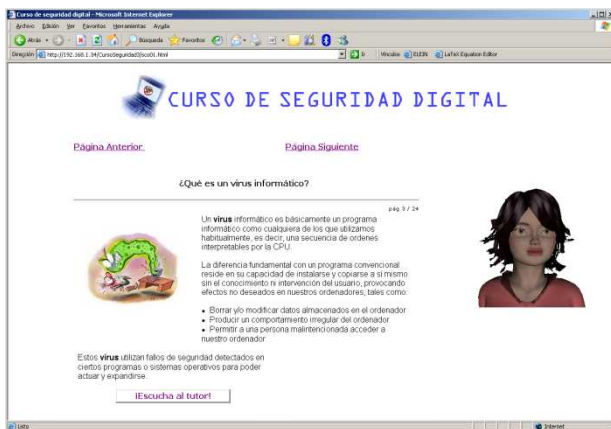 Curso de seguridad digital - Microsoft Internet Explorer
Archivo Edición Ver Favoritos Herramientas Ayuda
Atrás Búsqueda Favoritos
Dirección http://192.168.1.34/CursoSeguridad3/sco01.html Ir Vínculos ELEIN LaTeX Equation Editor
CURSO DE SEGURIDAD DIGITAL
Página Anterior Página Siguiente
¿Qué es un virus informático?
pág 3 / 24
Un virus informático es básicamente un programa
informático como cualquiera de los que utilizamos
habitualmente, es decir, una secuencia de ordenes
interpretables por la CPU.
La diferencia fundamental con un programa convencional
reside en su capacidad de instalarse y copiarse a si mismo
sin el conocimiento ni intervención del usuario, provocando
efectos no deseados en nuestros ordenadores, tales como:
• Borrar y/o modificar datos almacenados en el ordenador
• Producir un comportamiento irregular del ordenador
• Permitir a una persona malintencionada acceder a
nuestro ordenador
Estos virus utilizan fallos de seguridad detectados en
ciertos programas o sistemas operativos para poder
actuar y expandirse.
¡Escucha al tutor!
Listo Internet